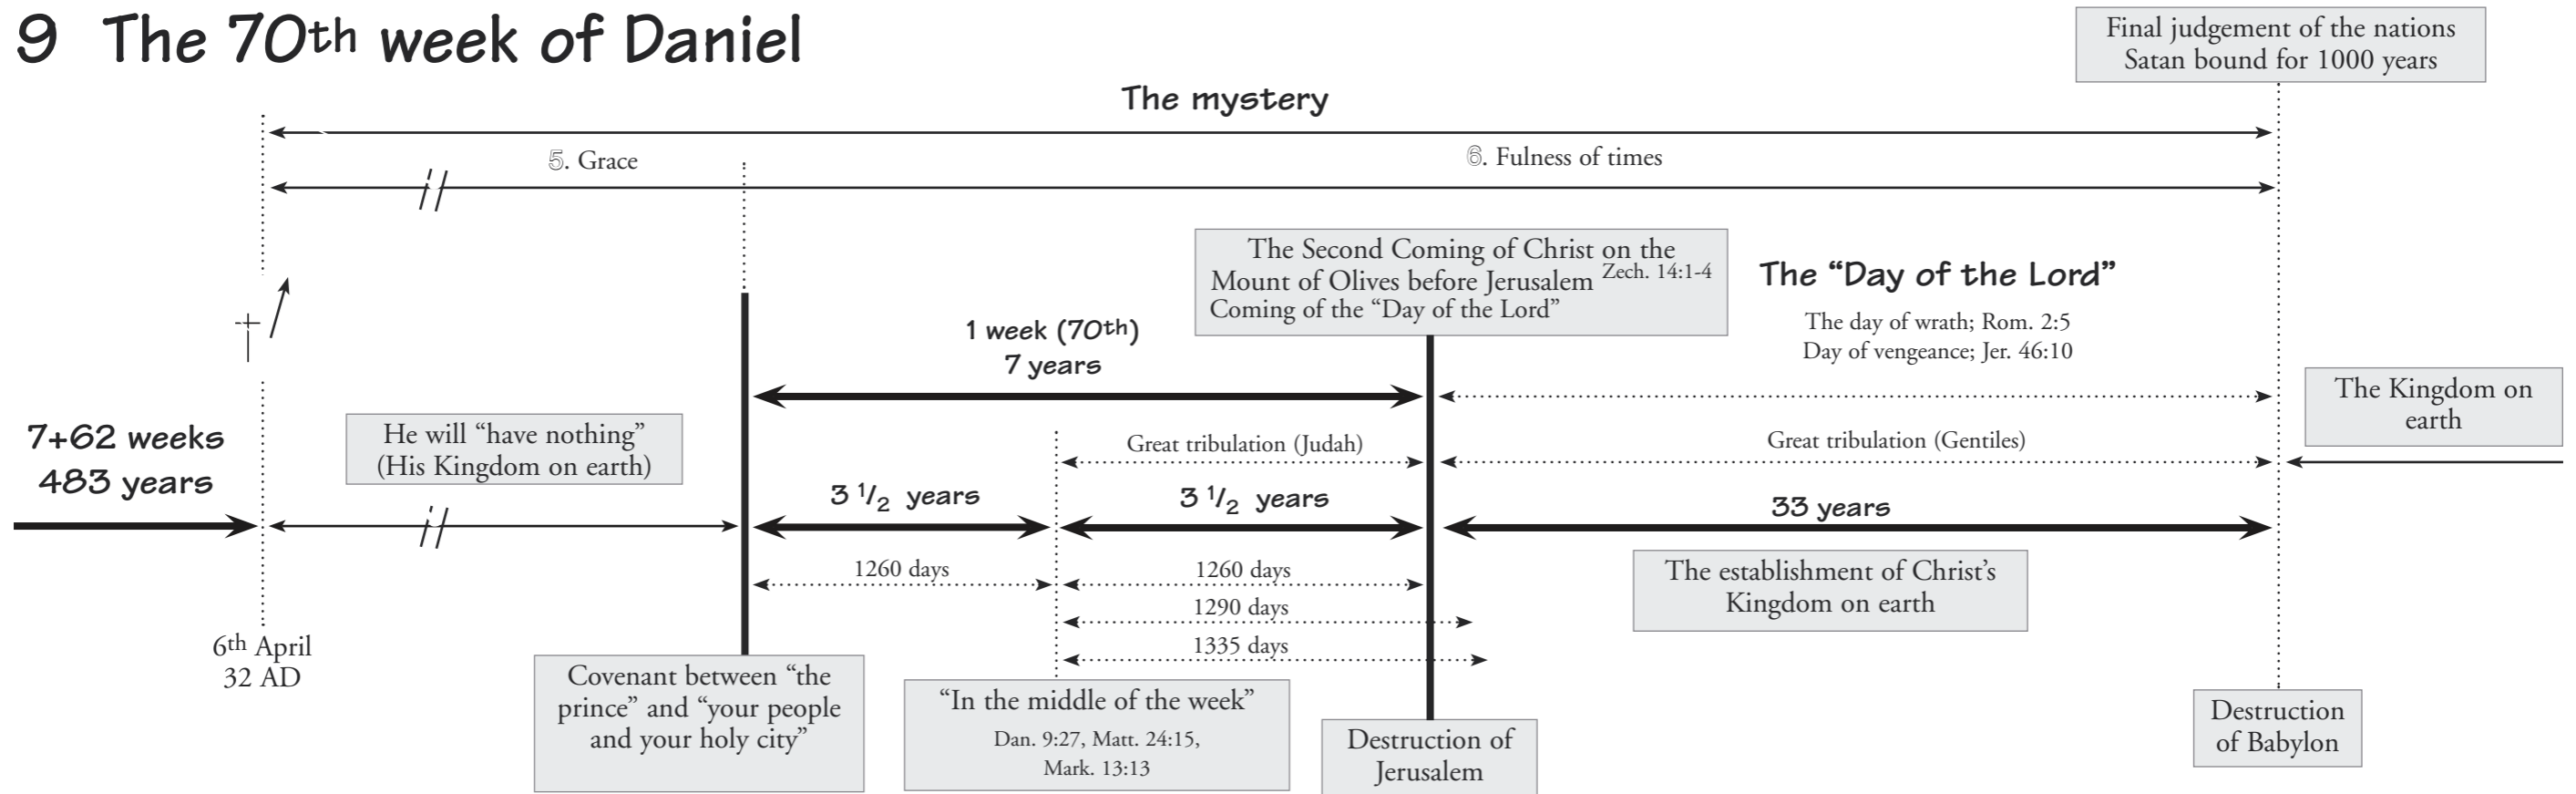 9 The 70th week of Daniel
Final judgement of the nations
Satan bound for 1000 years
The mystery
5. Grace
6. Fulness of times
The Second Coming of Christ on the
Mount of Olives before Jerusalem Zech. 14:1-4
Coming of the “Day of the Lord”
The “Day of the Lord”
The day of wrath; Rom. 2:5
Day of vengeance; Jer. 46:10
1 week (70th)
7 years
The Kingdom on
earth
7+62 weeks
483 years
He will “have nothing”
(His Kingdom on earth)
Great tribulation (Judah)
Great tribulation (Gentiles)
3 1/2 years
3 1/2 years
33 years
1260 days
1260 days
1290 days
1335 days
The establishment of Christ’s
Kingdom on earth
6th April
32 AD
Covenant between “the
prince” and “your people
and your holy city”
“In the middle of the week”
Dan. 9:27, Matt. 24:15,
Mark. 13:13
Destruction of
Jerusalem
Destruction
of Babylon